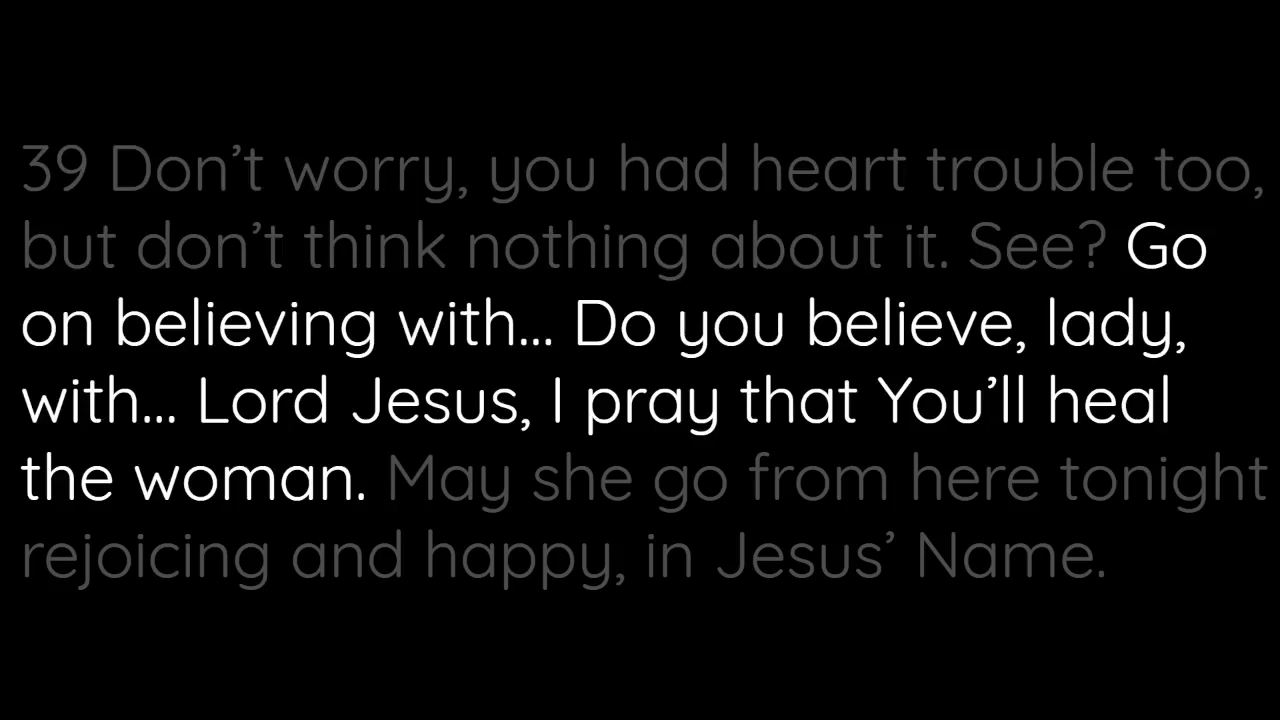 39 Don’t worry, you had heart trouble too,
but don’t think nothing about it. See? Go
on believing with... Do you believe, lady,
with... Lord Jesus, I pray that You’ll heal
the woman. May she go from here tonight
rejoicing and happy, in Jesus’ Name.